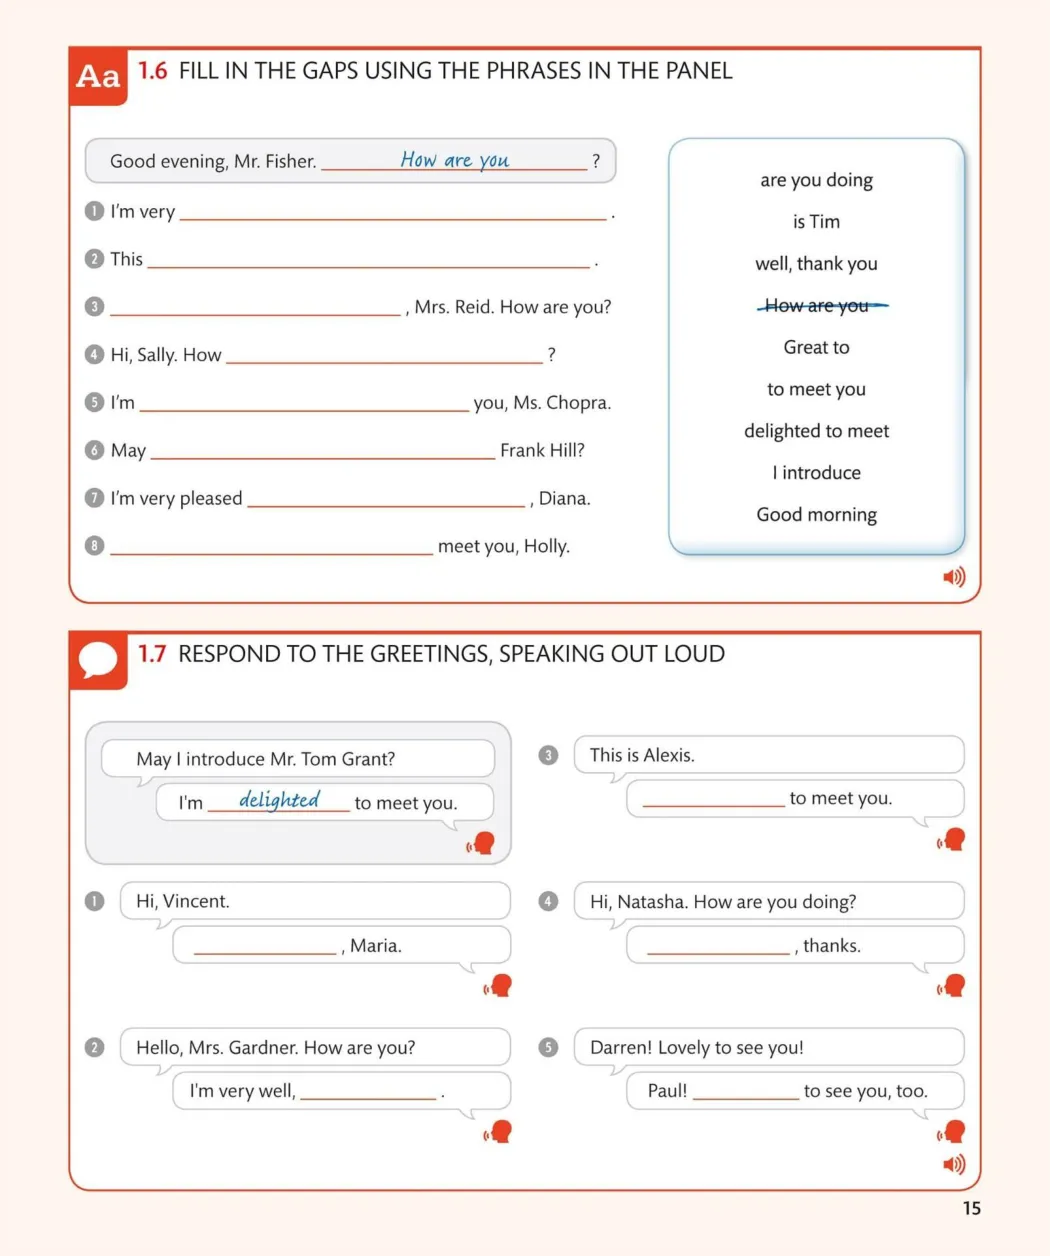 Aa 1.6 FILL IN THE GAPS USING THE PHRASES IN THE PANEL
Good evening, Mr. Fisher. How are you ?
1 I'm very .
2 This .
3 , Mrs. Reid. How are you?
4 Hi, Sally. How ?
5 I'm you, Ms. Chopra.
6 May Frank Hill?
7 I'm very pleased , Diana.
8 meet you, Holly.
are you doing
is Tim
well, thank you
How are you
Great to
to meet you
delighted to meet
I introduce
Good morning
1.7 RESPOND TO THE GREETINGS, SPEAKING OUT LOUD
May I introduce Mr. Tom Grant?
I'm delighted to meet you.
1 Hi, Vincent.
, Maria.
2 Hello, Mrs. Gardner. How are you?
I'm very well, .
3 This is Alexis.
to meet you.
4 Hi, Natasha. How are you doing?
, thanks.
5 Darren! Lovely to see you!
Paul! to see you, too.
15